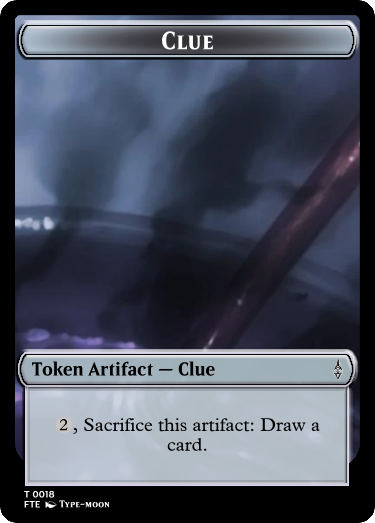 Clue
Token Artifact — Clue
2, Sacrifice this artifact: Draw a
card.
T 0018
FTE Type-moon